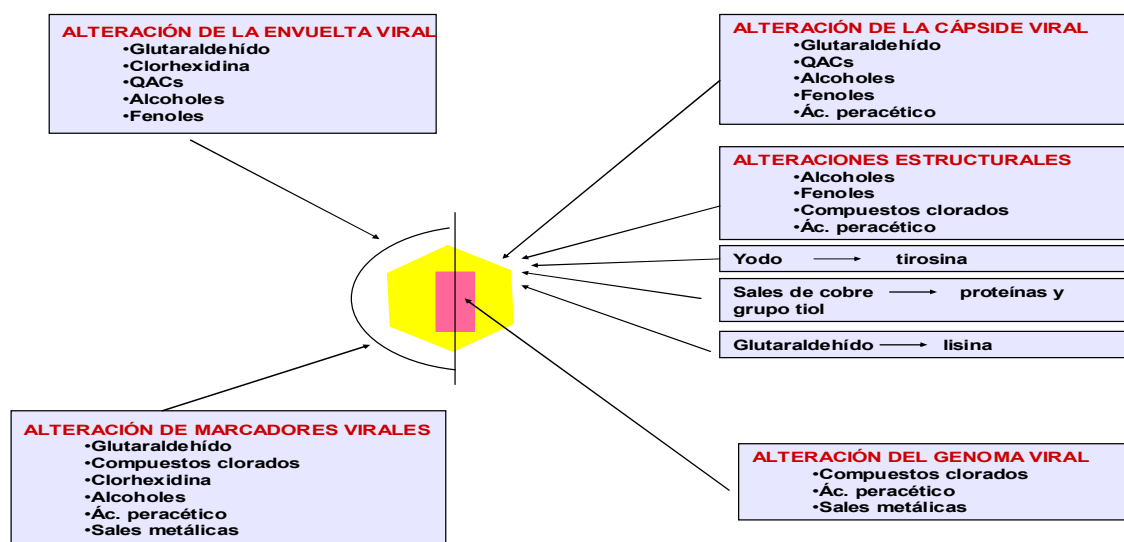 ALTERACIÓN DE LA ENVUELTA VIRAL
•Glutaraldehído
•Clorhexidina
•QACs
•Alcoholes
•Fenoles
ALTERACIÓN DE LA CÁPSIDE VIRAL
•Glutaraldehído
•QACs
•Alcoholes
•Fenoles
•Ác. peracético
ALTERACIONES ESTRUCTURALES
•Alcoholes
•Fenoles
•Compuestos clorados
•Ác. peracético
Yodo tirosina
Sales de cobre proteínas y
grupo tiol
Glutaraldehído lisina
ALTERACIÓN DE MARCADORES VIRALES
•Glutaraldehído
•Compuestos clorados
•Clorhexidina
•Alcoholes
•Ác. peracético
•Sales metálicas
ALTERACIÓN DEL GENOMA VIRAL
•Compuestos clorados
•Ác. peracético
•Sales metálicas